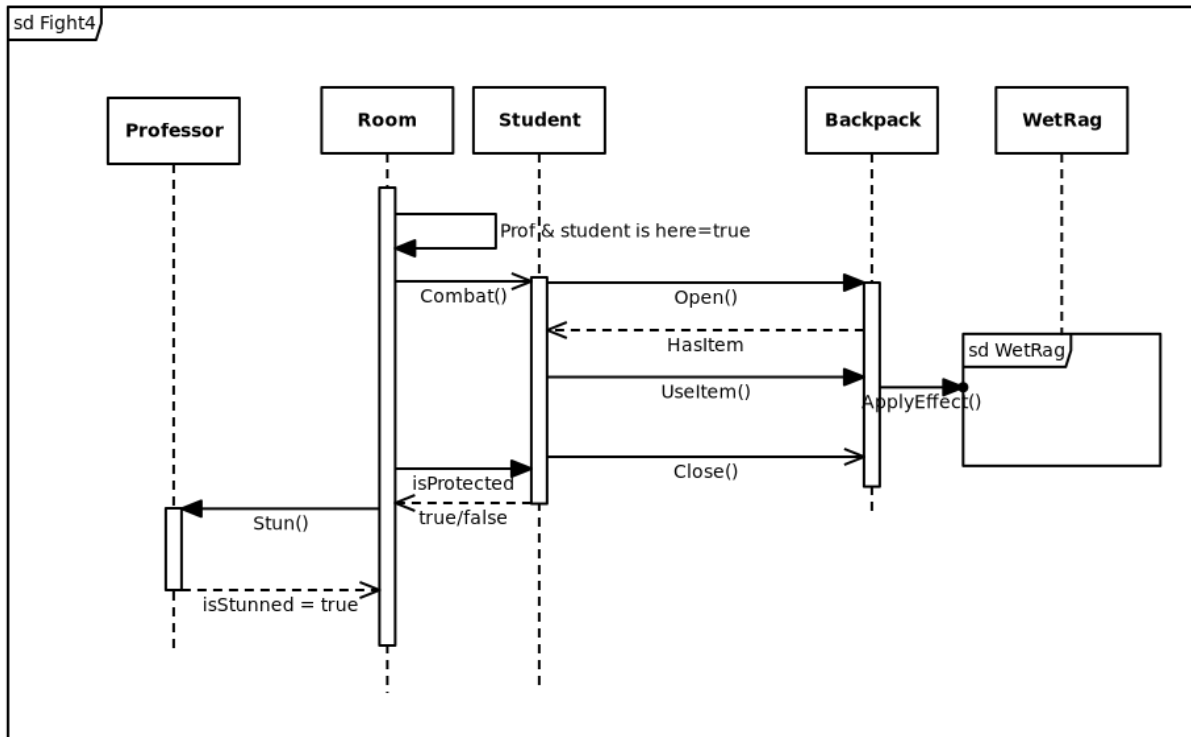 sd Fight4
Professor
Room
Student
Backpack
WetRag
Prof & student is here=true
Combat()
Open()
HasItem
sd WetRag
UseItem()
ApplyEffect()
Close()
isProtected
true/false
Stun()
isStunned = true